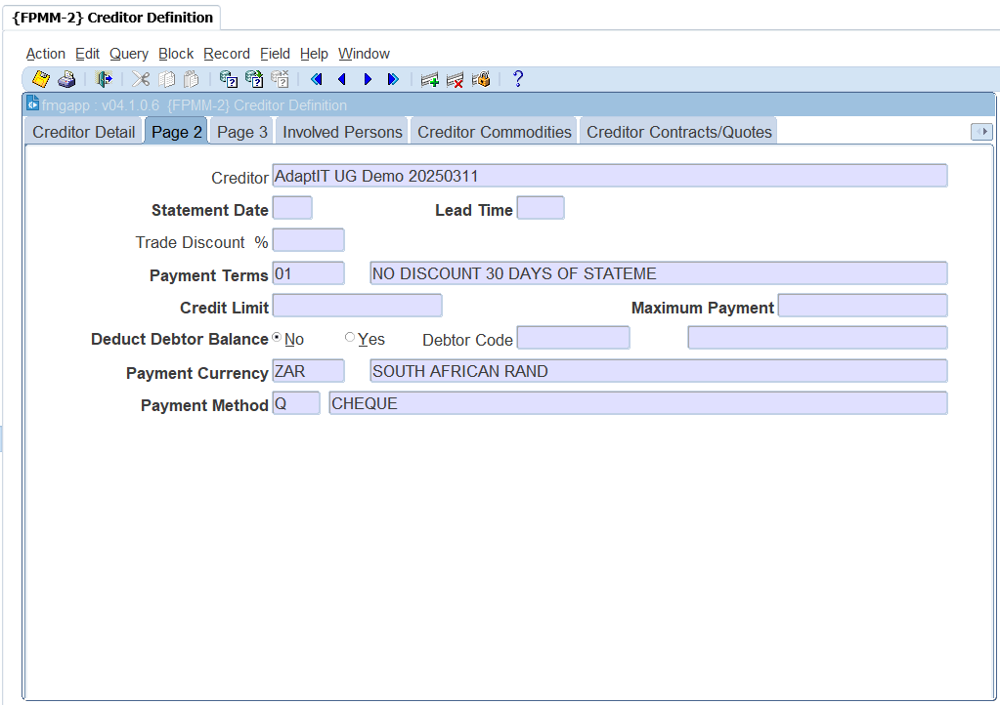 {FPMM-2} Creditor Definition
Action Edit Query Block Record Field Help Window
fmgapp : v04.1.0.6 {FPMM-2} Creditor Definition
Creditor Detail Page 2 Page 3 Involved Persons Creditor Commodities Creditor Contracts/Quotes
Creditor AdaptIT UG Demo 20250311
Statement Date Lead Time
Trade Discount %
Payment Terms 01 NO DISCOUNT 30 DAYS OF STATEME
Credit Limit Maximum Payment
Deduct Debtor Balance No Yes Debtor Code
Payment Currency ZAR SOUTH AFRICAN RAND
Payment Method Q CHEQUE